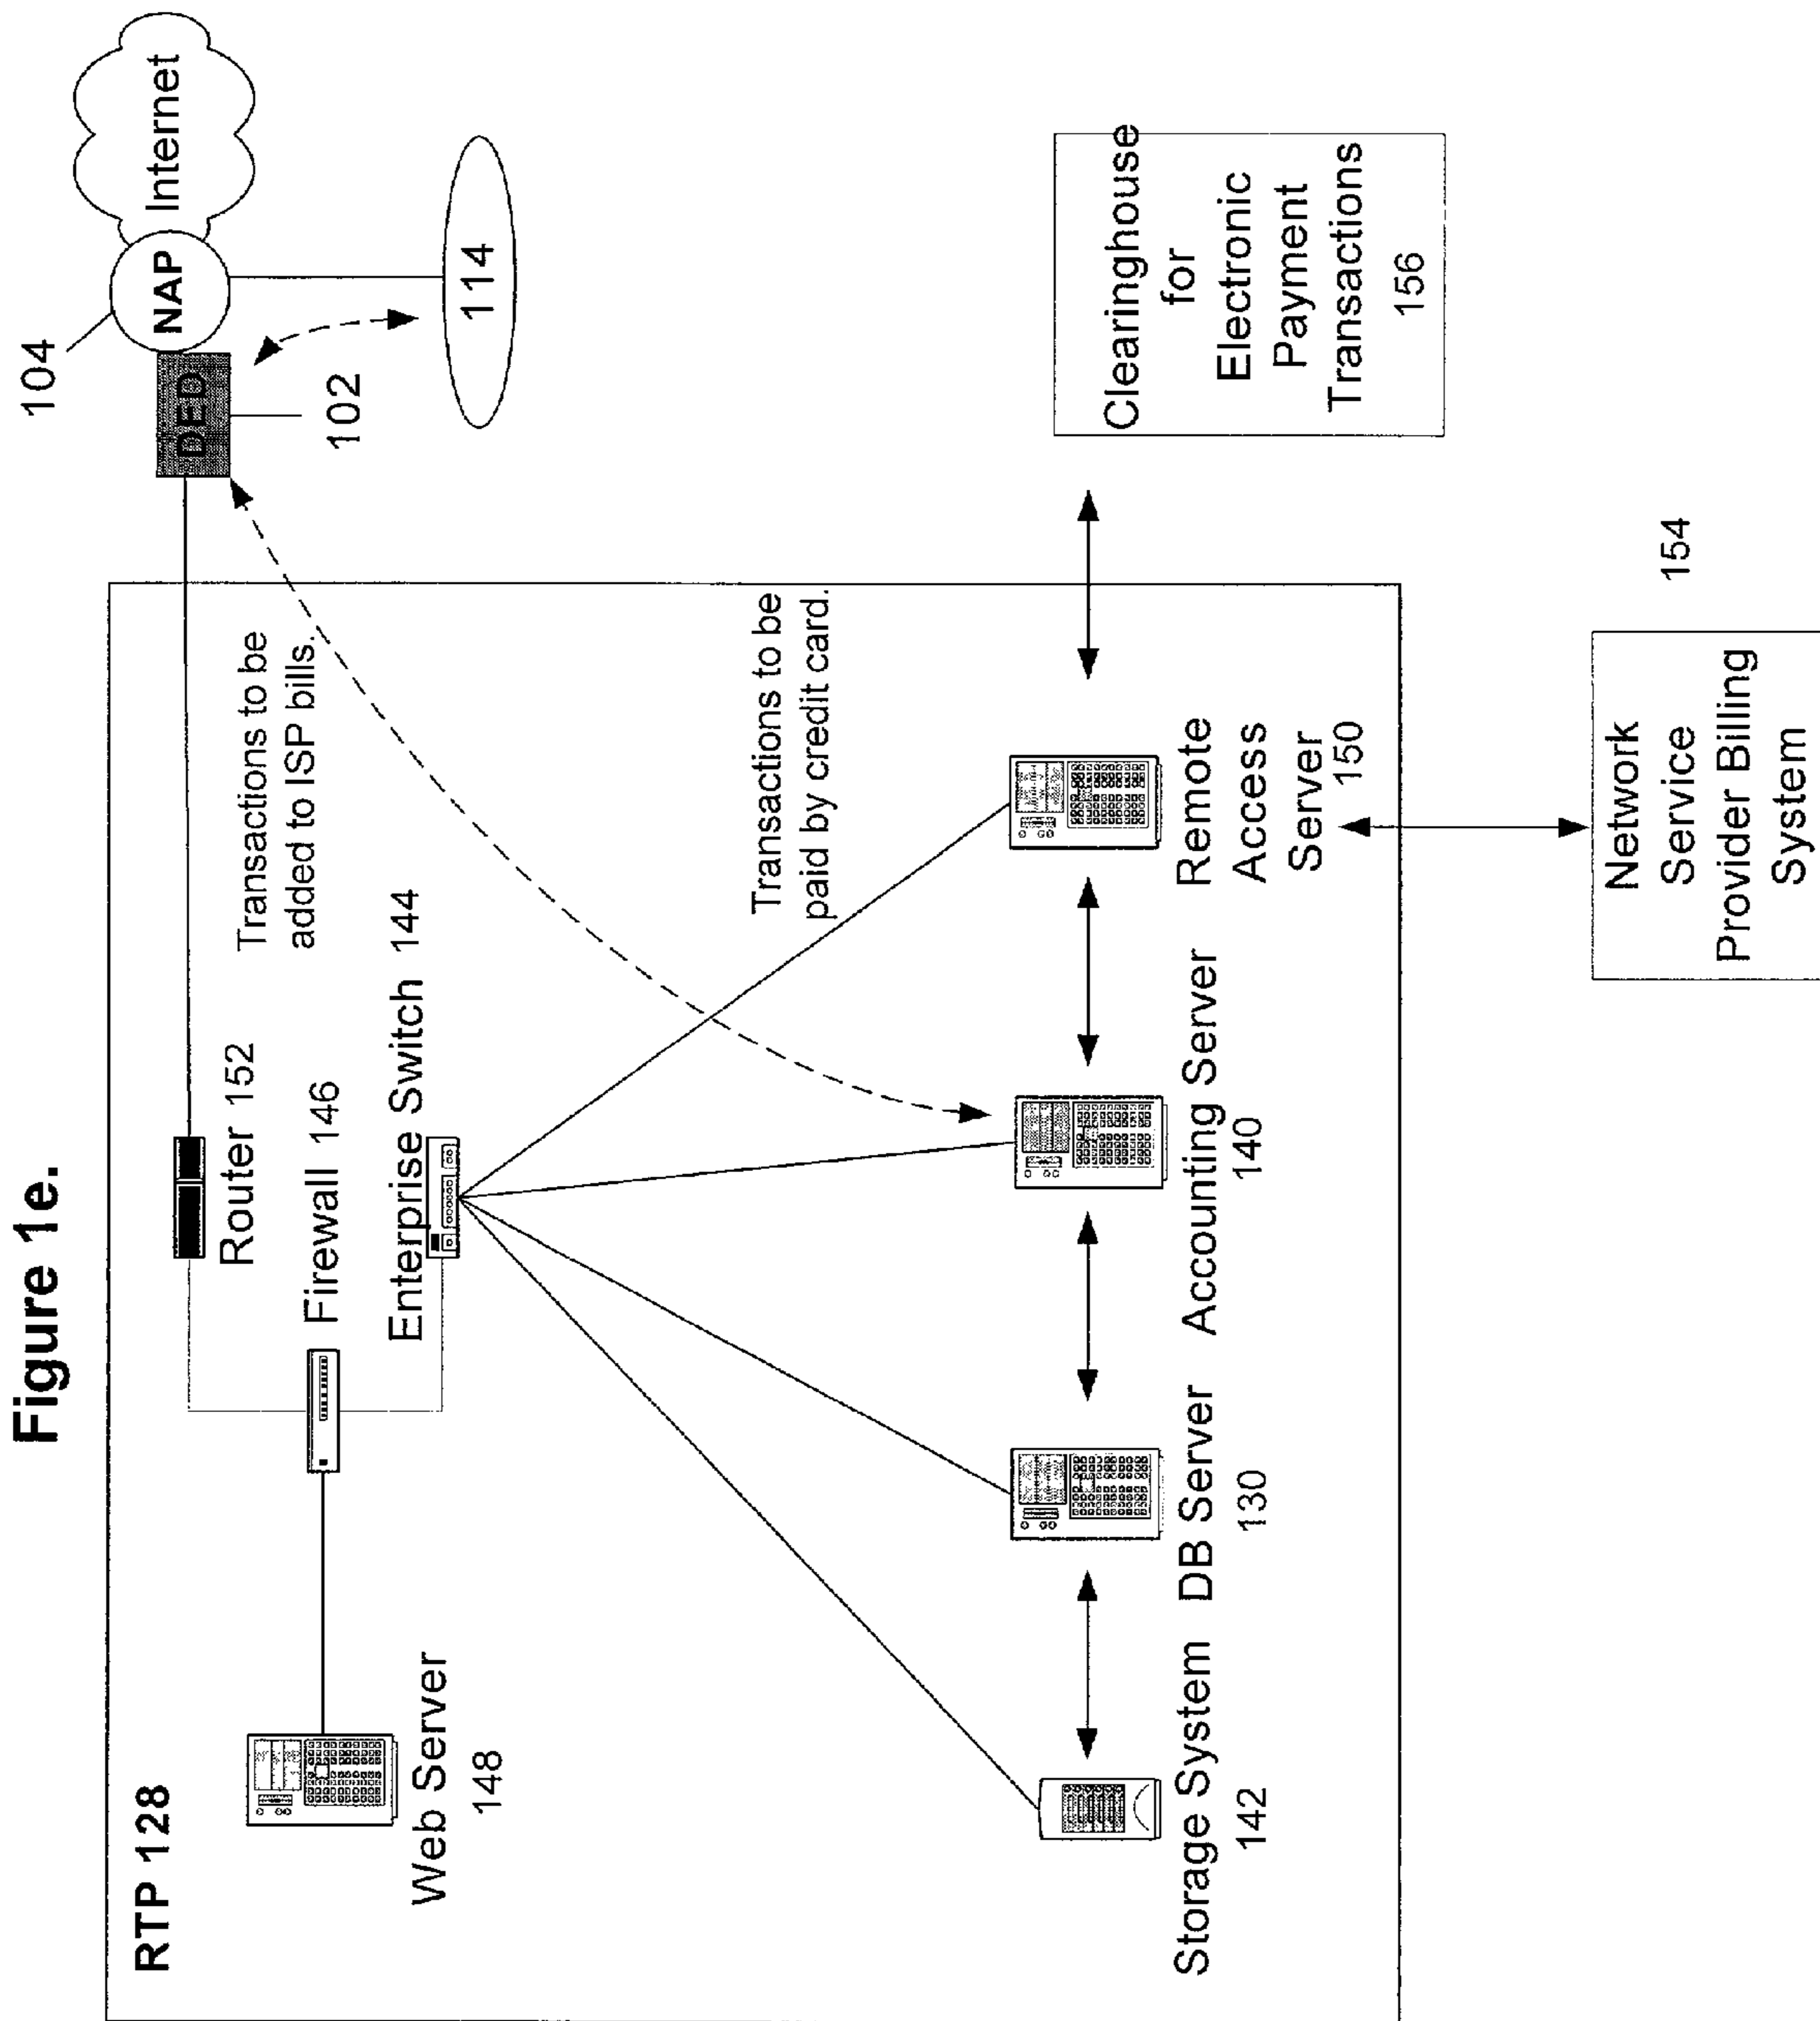 Figure 1e.
RTP 128
Web Server
148
Router 152
Firewall 146
Enterprise Switch 144
Transactions to be
added to ISP bills.
104
NAP
Internet
DED
102
114
Transactions to be
paid by credit card.
Storage System
142
DB Server
130
Accounting Server
140
Remote
Access
Server
150
Clearinghouse
for
Electronic
Payment
Transactions
156
Network
Service
Provider Billing
System
154